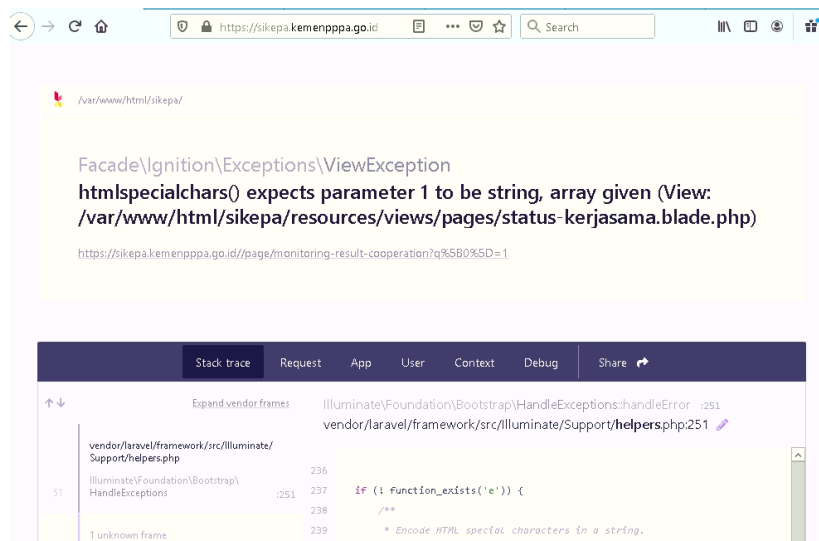 https://sikepa.kemenpppa.go.id
Search
/var/www/html/sikepa/
Facade\Ignition\Exceptions\ViewException
htmlspecialchars() expects parameter 1 to be string, array given (View:
/var/www/html/sikepa/resources/views/pages/status-kerjasama.blade.php)
https://sikepa.kemenpppa.go.id//page/monitoring-result-cooperation?q%5B0%5D=1
Stack trace Request App User Context Debug Share
Expand vendor frames
vendor/laravel/framework/src/Illuminate/
Support/helpers.php
Illuminate\Foundation\Bootstrap\
51 HandleExceptions :251
1 unknown frame
Illuminate\Foundation\Bootstrap\HandleExceptions::handleError :251
vendor/laravel/framework/src/Illuminate/Support/helpers.php:251
236
237 if (! function_exists('e')) {
238 /**
239 * Encode HTML special characters in a string.